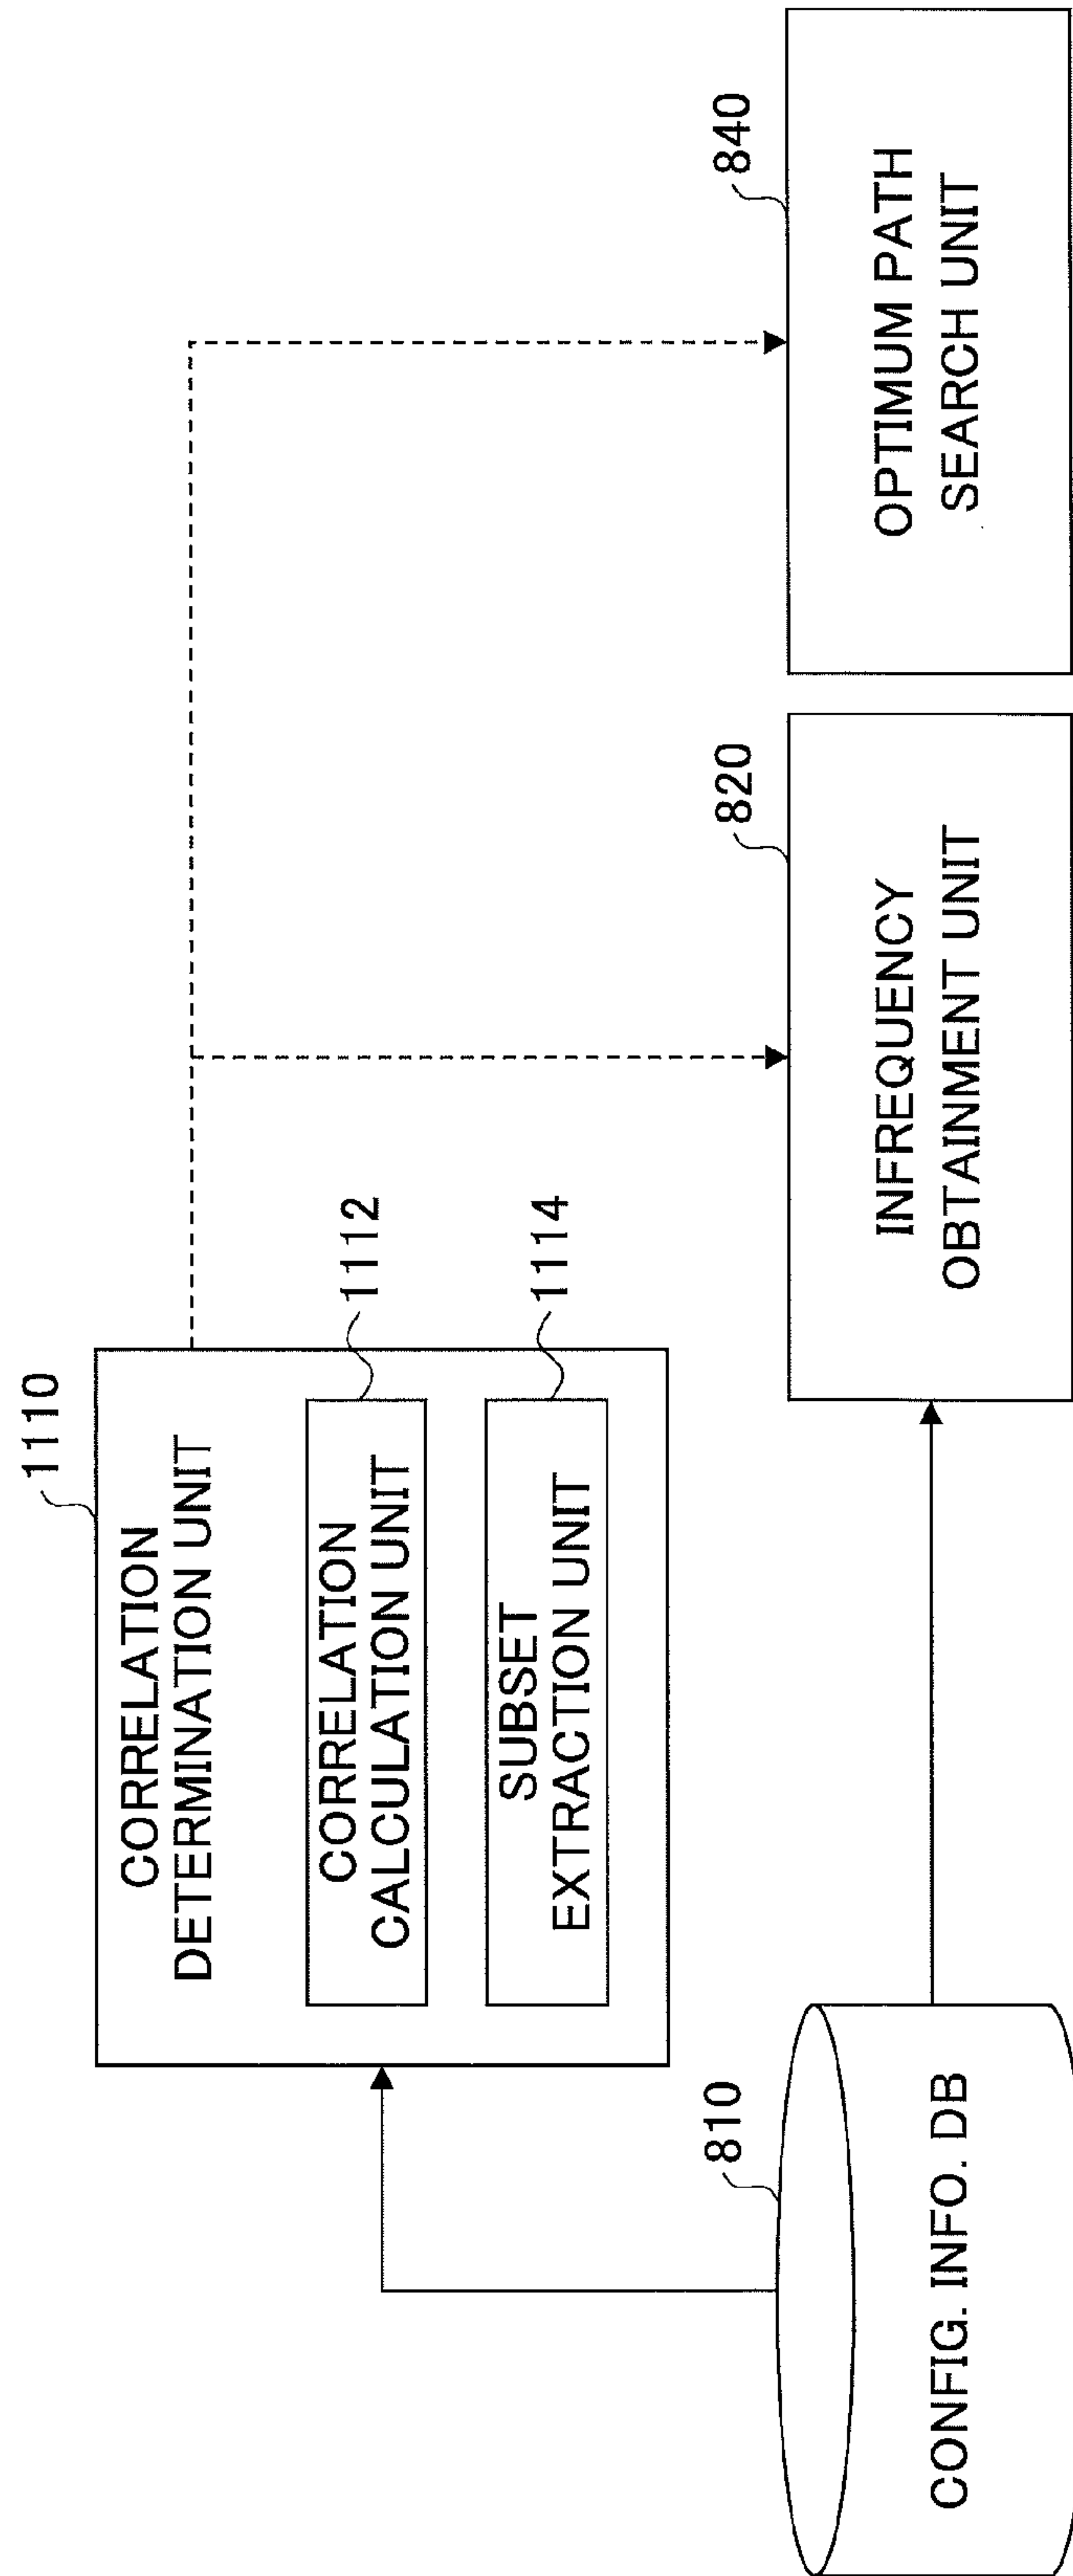 1110
CORRELATION
DETERMINATION UNIT
CORRELATION
CALCULATION UNIT
1112
SUBSET
EXTRACTION UNIT
1114
810
CONFIG. INFO. DB
820
INFREQUENCY
OBTAINMENT UNIT
840
OPTIMUM PATH
SEARCH UNIT